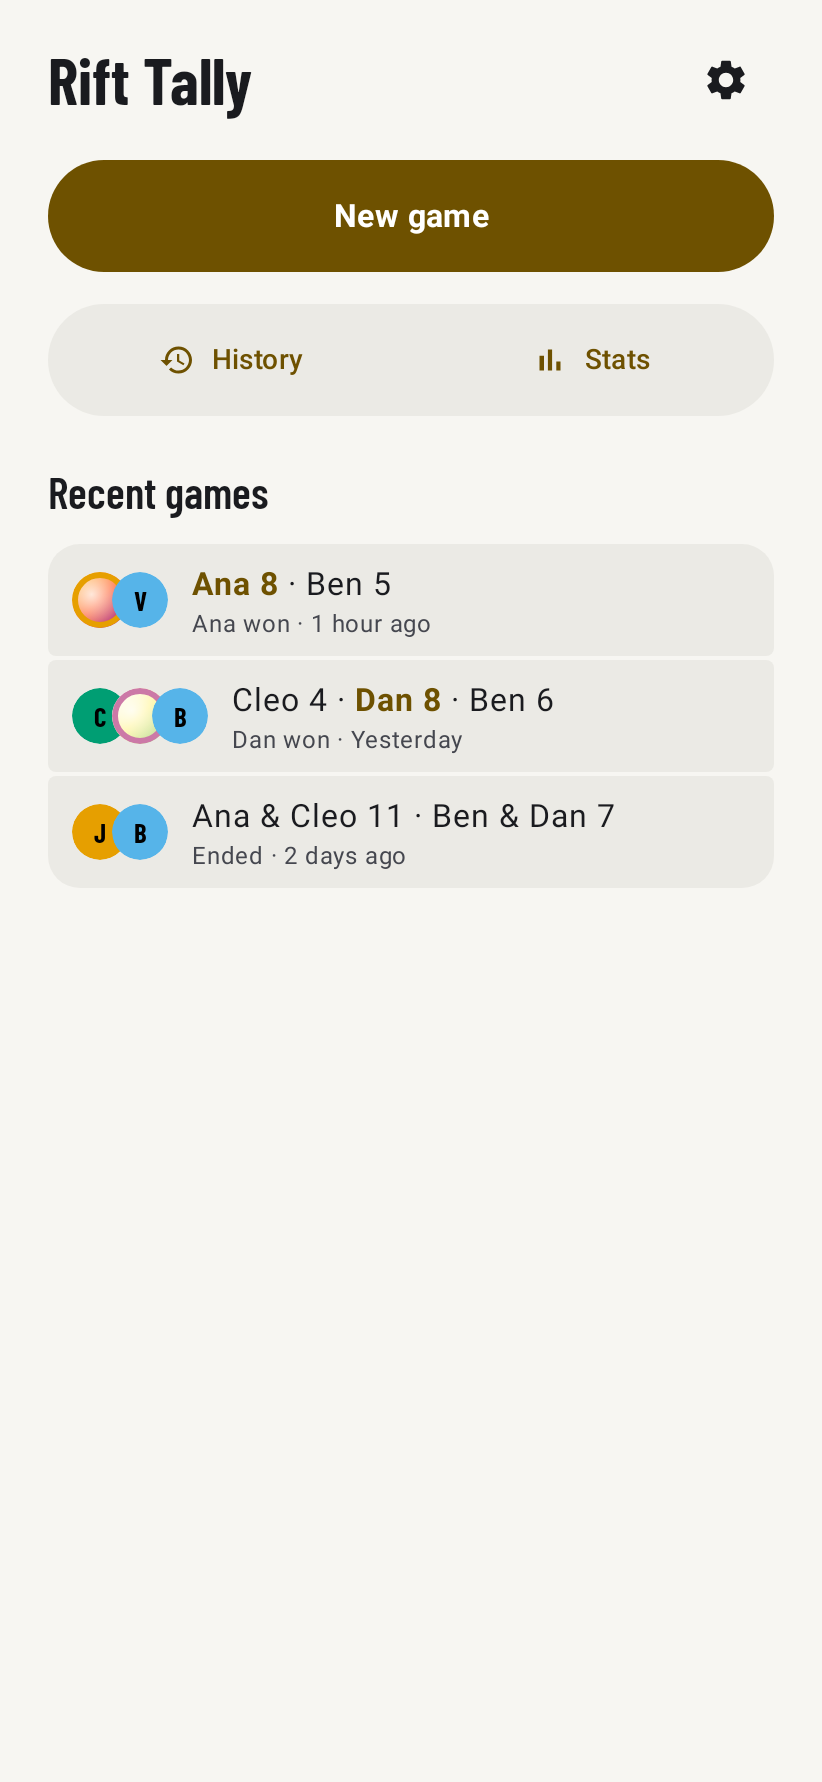 Rift Tally
New game
History
Stats
Recent games
V
Ana 8 · Ben 5
Ana won · 1 hour ago
C
B
Cleo 4 · Dan 8 · Ben 6
Dan won · Yesterday
J
B
Ana & Cleo 11 · Ben & Dan 7
Ended · 2 days ago